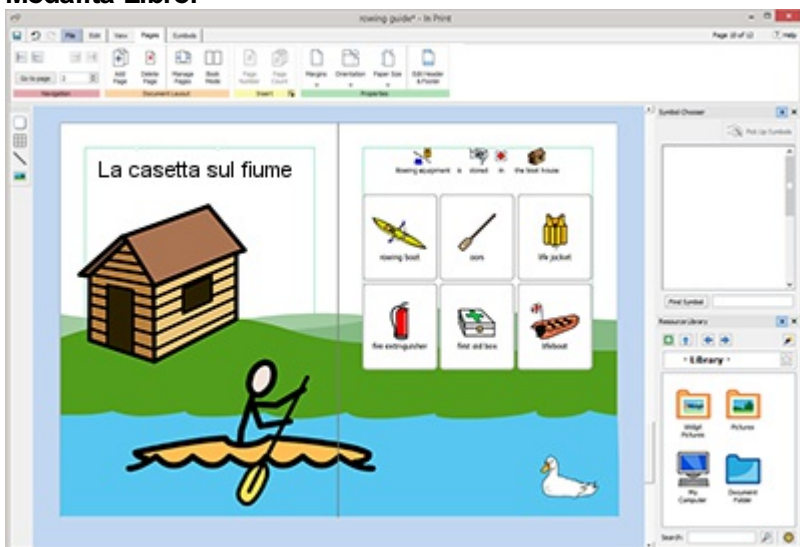 Modalità Libro.
rowing guide* - In Print
File Edit View Pages Symbols
Page 10 of 12 Help
Go to page 2
Add Page
Delete Page
Manage Pages
Book Mode
Page Number
Page Count
Margins
Orientation
Paper Size
Edit Header & Footer
Navigation
Document Layout
Insert
Properties
La casetta sul fiume
Rowing equipment is stored in the boat house
rowing boat
oars
life jacket
fire extinguisher
first aid box
lifeboat
Symbol Chooser
Pick Up Symbols
Find Symbol
Resource Library
Library
Widget Pictures
Pictures
My Computer
Document Folder
Search: